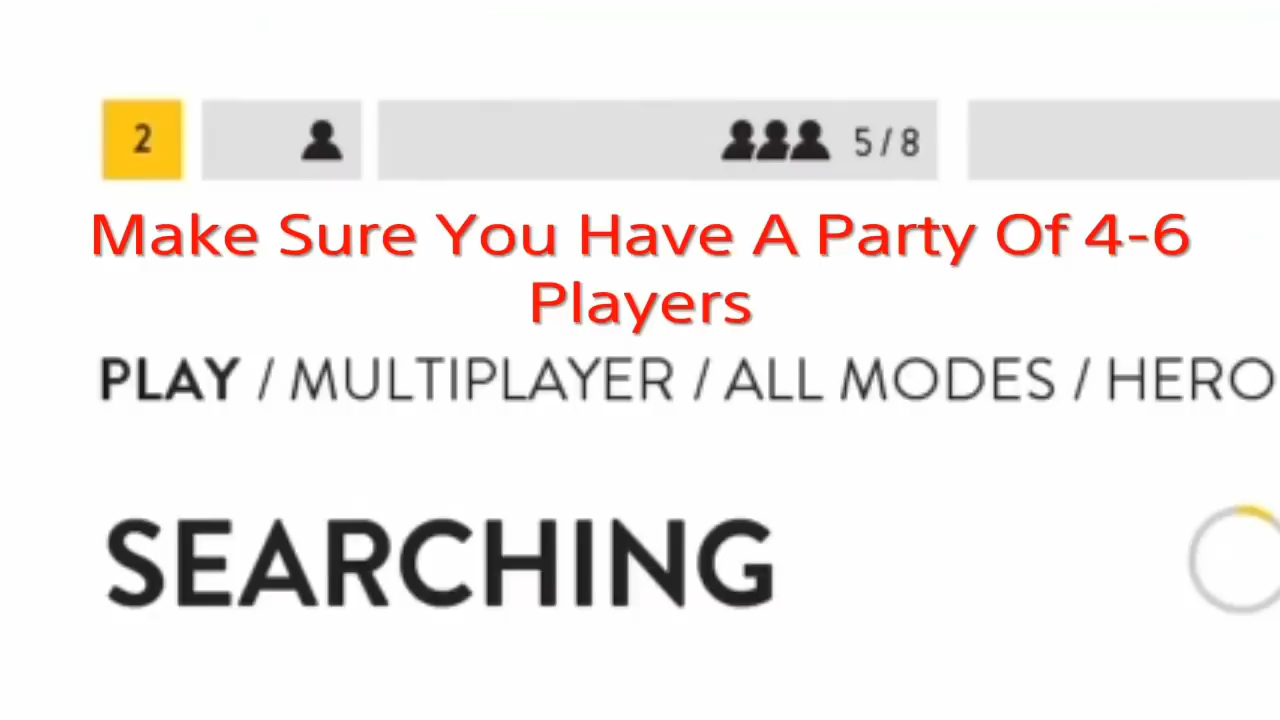 2 5 / 8
Make Sure You Have A Party Of 4-6
Players
PLAY / MULTIPLAYER / ALL MODES / HERO
SEARCHING